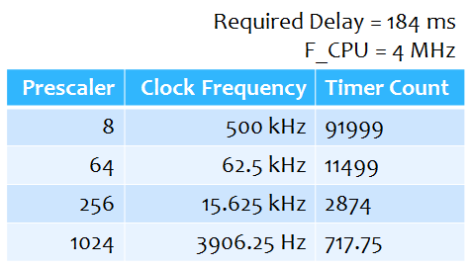 Required Delay = 184 ms
F_CPU = 4 MHz
Prescaler Clock Frequency Timer Count
8 500 kHz 91999
64 62.5 kHz 11499
256 15.625 kHz 2874
1024 3906.25 Hz 717.75